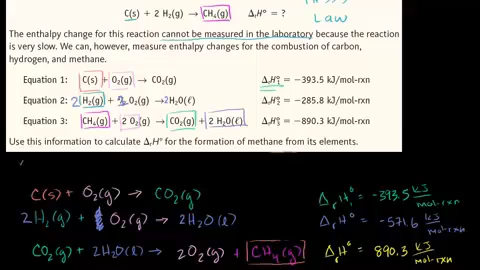 Law
C(s) + 2 H₂(g) → CH₄(g) ΔrH° = ?
The enthalpy change for this reaction cannot be measured in the laboratory because the reaction
is very slow. We can, however, measure enthalpy changes for the combustion of carbon,
hydrogen, and methane.
Equation 1: C(s) + O₂(g) → CO₂(g) ΔrH°₁ = −393.5 kJ/mol-rxn
Equation 2: 2 H₂(g) + O₂(g) → 2 H₂O(ℓ) ΔrH°₂ = −285.8 kJ/mol-rxn
Equation 3: CH₄(g) + 2 O₂(g) → CO₂(g) + 2 H₂O(ℓ) ΔrH°₃ = −890.3 kJ/mol-rxn
Use this information to calculate ΔrH° for the formation of methane from its elements.
C(s) + O₂(g) → CO₂(g) ΔrH° = -393.5 kJ/mol-rxn
2H₂(g) + O₂(g) → 2H₂O(l) ΔrH° = -571.6 kJ/mol-rxn
CO₂(g) + 2H₂O(l) → 2O₂(g) + CH₄(g) ΔrH° = 890.3 kJ/mol-rxn